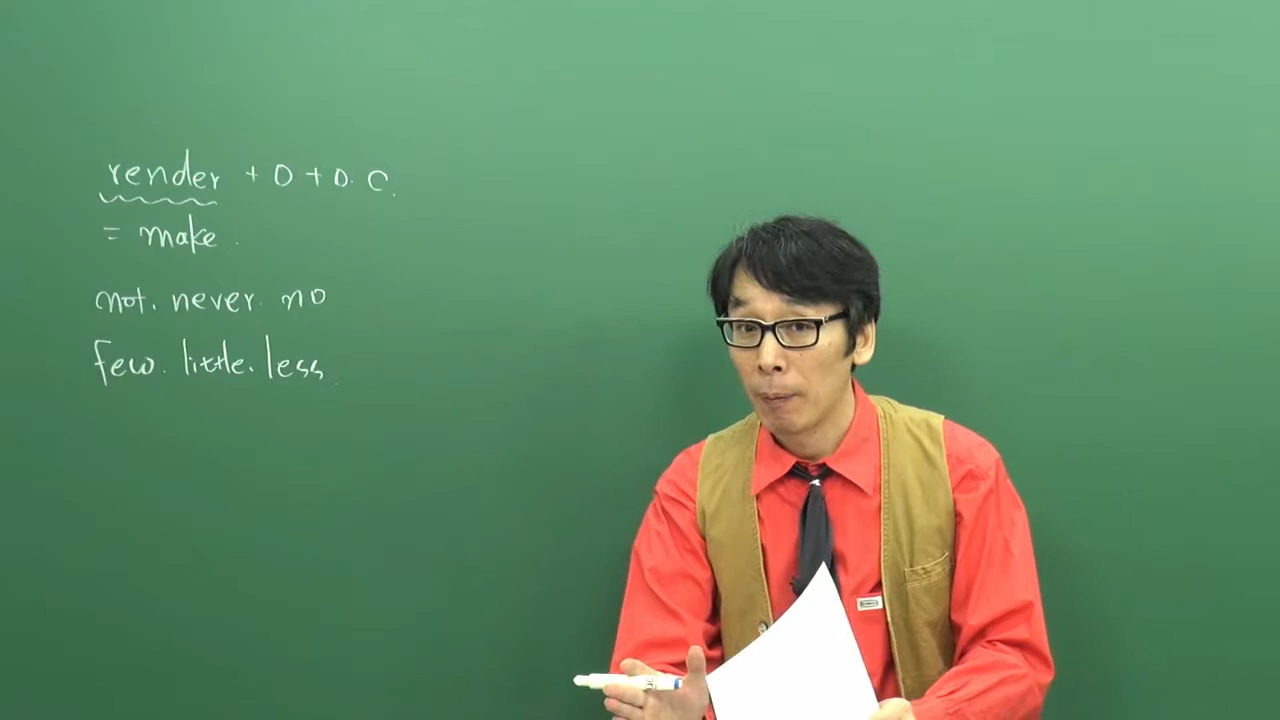 render + O + O.C.
= make.
not. never. no
few. little. less